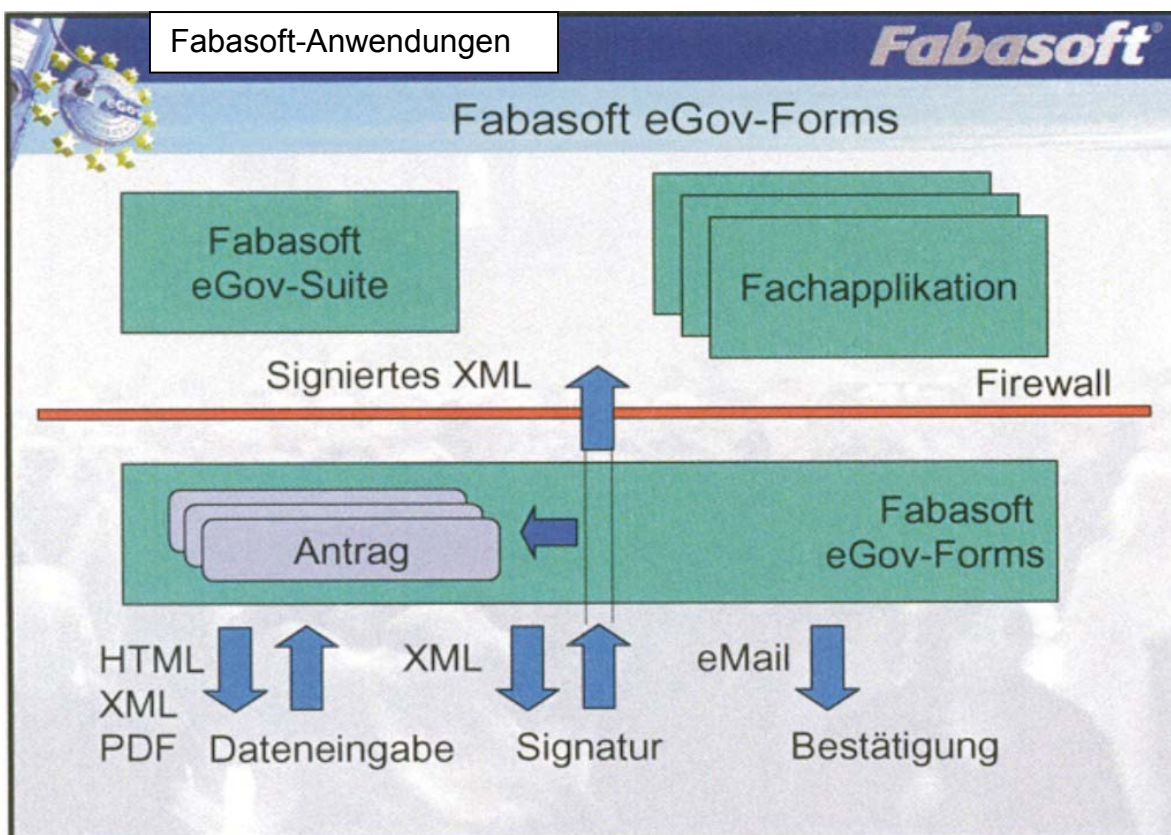 Fabasoft-Anwendungen
Fabasoft
Fabasoft eGov-Forms
Fabasoft
eGov-Suite
Fachapplikation
Signiertes XML
Firewall
Antrag
Fabasoft
eGov-Forms
HTML
XML
PDF
Dateneingabe
XML
Signatur
eMail
Bestätigung